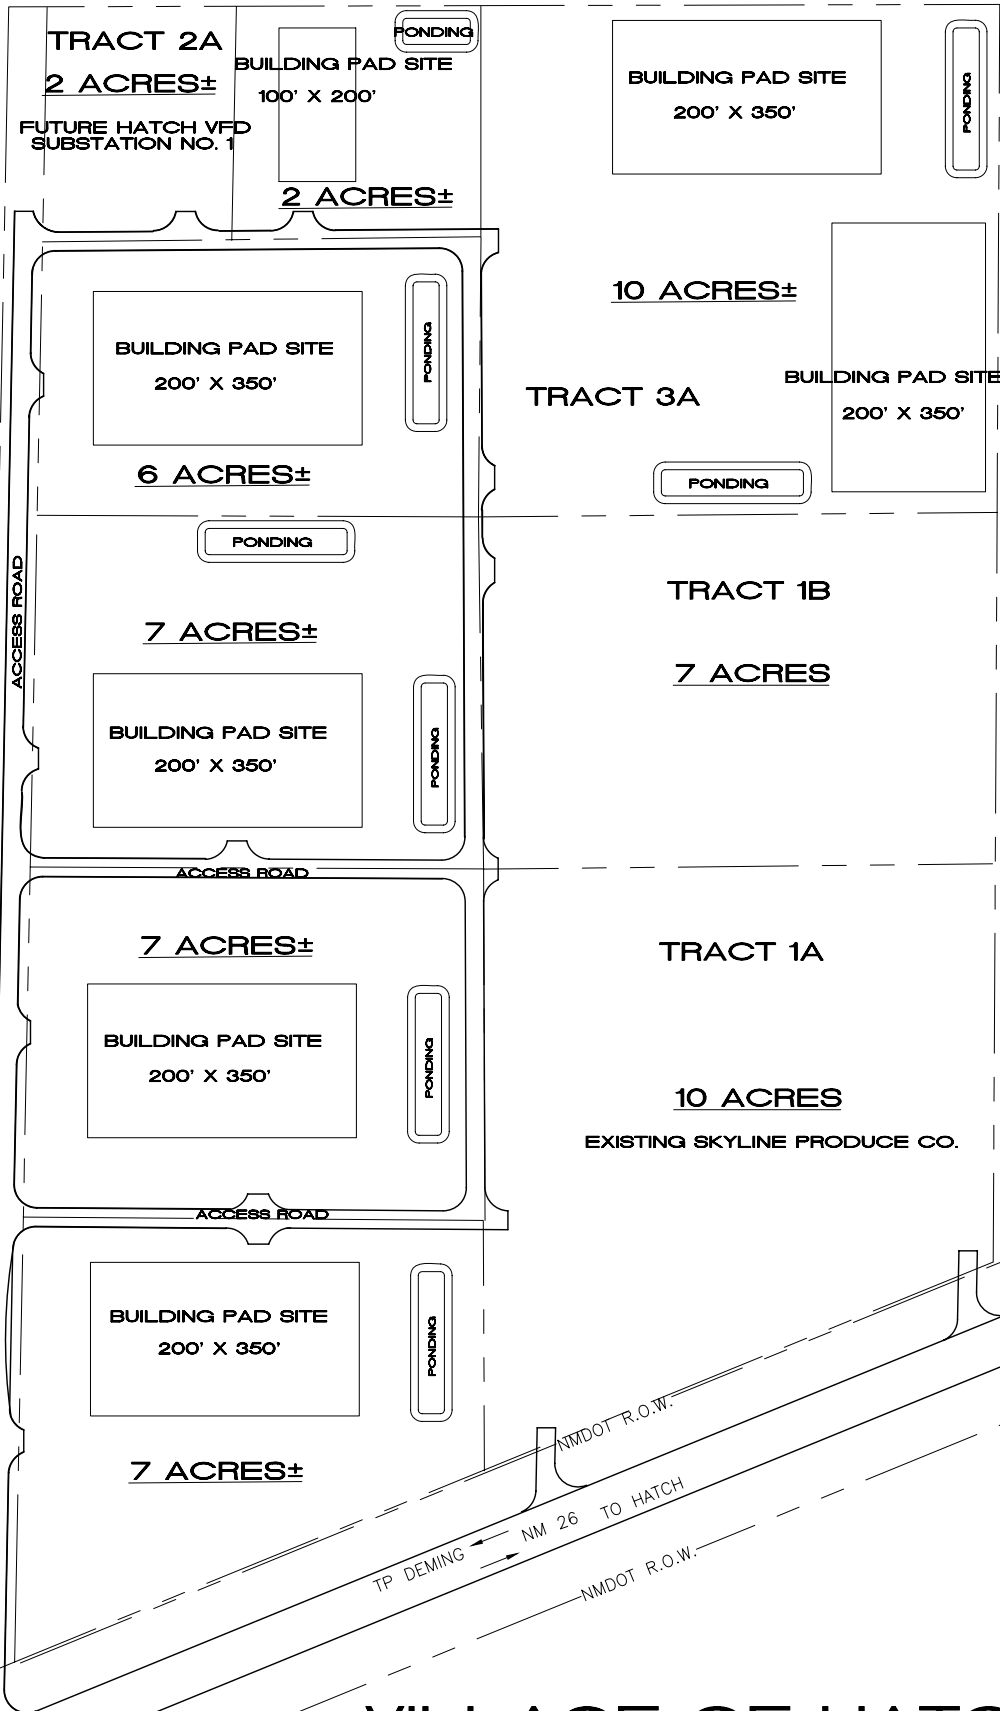 TRACT 2A
2 ACRES±
FUTURE HATCH VFD
SUBSTATION NO. 1
PONDING
BUILDING PAD SITE
100' X 200'
2 ACRES±
BUILDING PAD SITE
200' X 350'
PONDING
10 ACRES±
TRACT 3A
BUILDING PAD SITE
200' X 350'
PONDING
BUILDING PAD SITE
200' X 350'
PONDING
6 ACRES±
ACCESS ROAD
PONDING
7 ACRES±
BUILDING PAD SITE
200' X 350'
PONDING
ACCESS ROAD
TRACT 1B
7 ACRES
7 ACRES±
BUILDING PAD SITE
200' X 350'
PONDING
ACCESS ROAD
TRACT 1A
10 ACRES
EXISTING SKYLINE PRODUCE CO.
BUILDING PAD SITE
200' X 350'
PONDING
7 ACRES±
NMDOT R.O.W.
TP DEMING
NM 26 TO HATCH
NMDOT R.O.W.